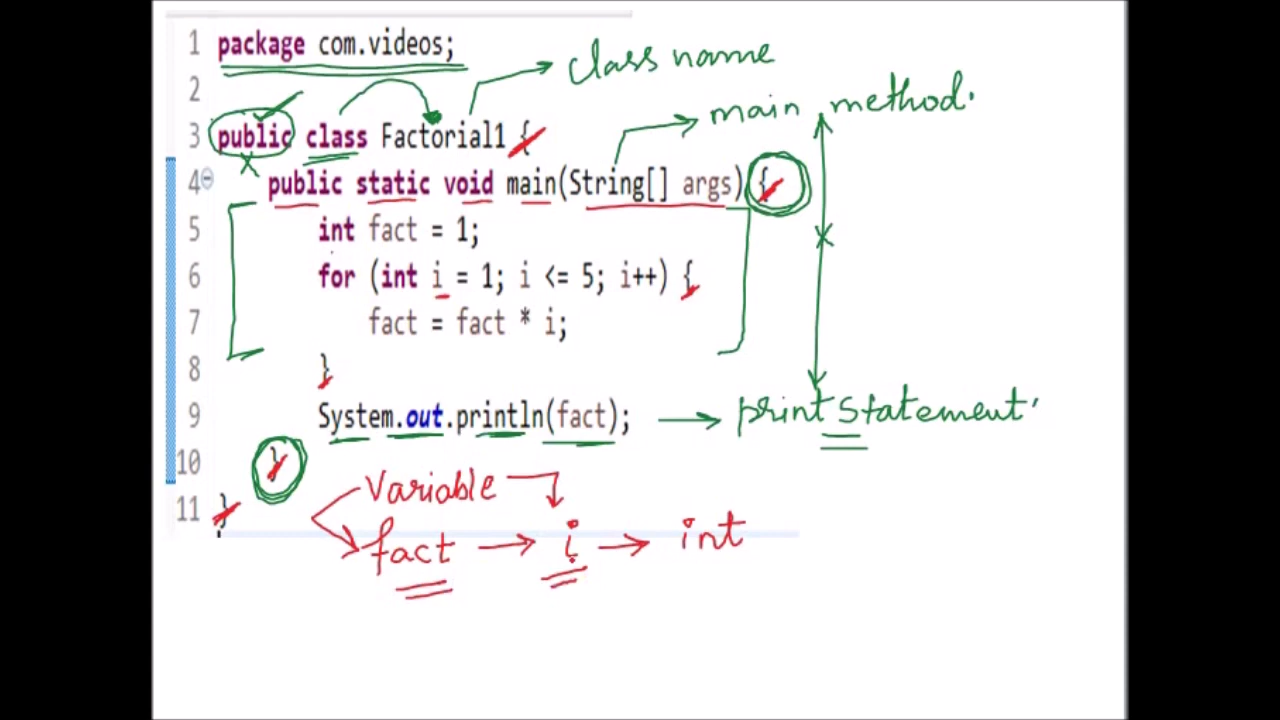 1 package com.videos;
class name
2
main method.
3 public class Factorial1 {
4 public static void main(String[] args) {
5 int fact = 1;
6 for (int i = 1; i <= 5; i++) {
7 fact = fact * i;
8 }
9 System.out.println(fact); → print Statement
10 }
11 }
Variable
fact → i → int